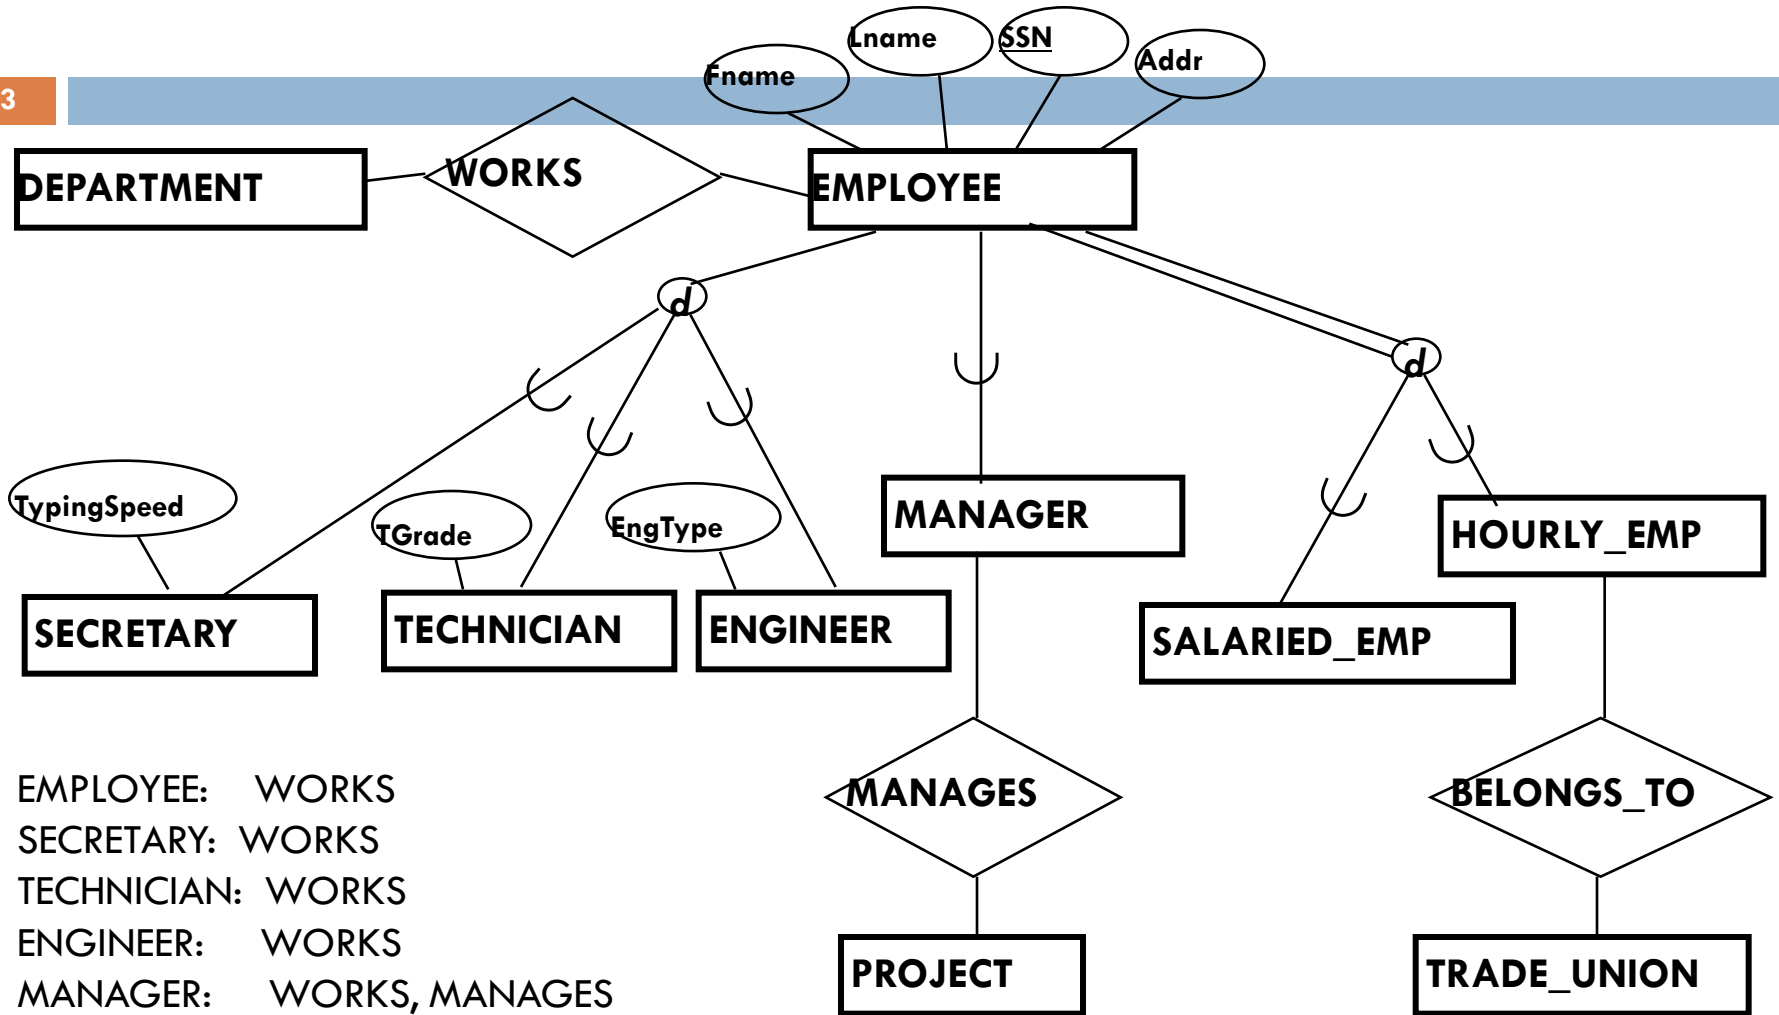 Lname
SSN
Addr
Fname
3
DEPARTMENT
WORKS
EMPLOYEE
d
d
TypingSpeed
TGrade
EngType
MANAGER
HOURLY_EMP
SECRETARY
TECHNICIAN
ENGINEER
SALARIED_EMP
MANAGES
BELONGS_TO
EMPLOYEE: WORKS
SECRETARY: WORKS
TECHNICIAN: WORKS
ENGINEER: WORKS
MANAGER: WORKS, MANAGES
PROJECT
TRADE_UNION